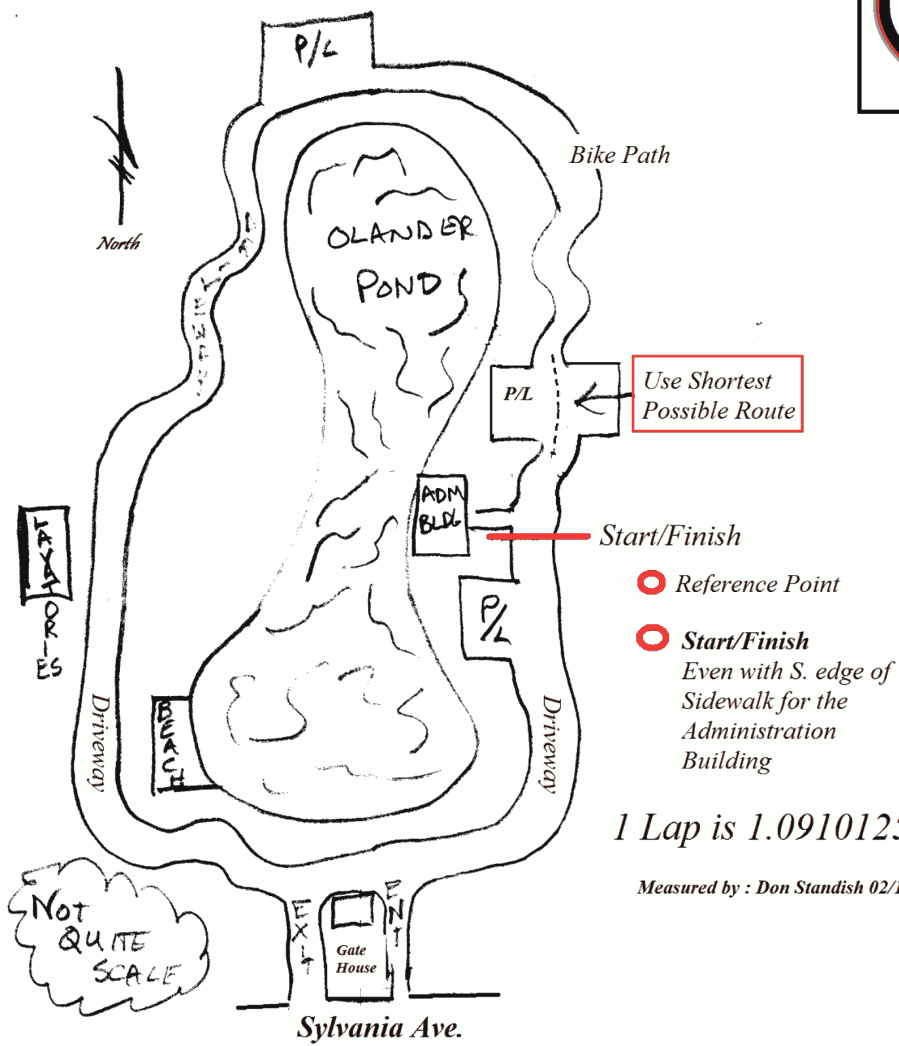 P/L
Bike Path
North
OLANDER
POND
P/L
Use Shortest
Possible Route
ADM
BLDG
Start/Finish
Reference Point
P/L
Start/Finish
Even with S. edge of
Sidewalk for the
Administration
Building
LAVATORIES
Driveway
BEACH
Driveway
1 Lap is 1.0910125
Measured by : Don Standish 02/1
NOT
QUITE
SCALE
EXIT
ENT
Gate
House
Sylvania Ave.